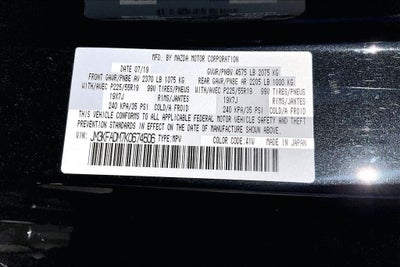 MFD. BY MAZDA MOTOR CORPORATION
DATE 07/19 GVWR/PNBV 4575 LB 2075 KG
FRONT GAWR/PNBE AV 2370 LB 1075 KG REAR GAWR/PNBE AR 2205 LB 1000 KG
WITH/AVEC P225/55R19 99V TIRES/PNEUS WITH/AVEC P225/55R19 99V TIRES/PNEUS
19X7J RIMS/JANTES 19X7J RIMS/JANTES
240 KPA/35 PSI COLD/A FROID 240 KPA/35 PSI COLD/A FROID
THIS VEHICLE CONFORMS TO ALL APPLICABLE FEDERAL MOTOR VEHICLE SAFETY AND THEFT
PREVENTION STANDARDS IN EFFECT ON THE DATE OF MANUFACTURE SHOWN ABOVE.
JM3KFADM7K0674606 TYPE:MPV COLOR CODE:41W MADE IN JAPAN